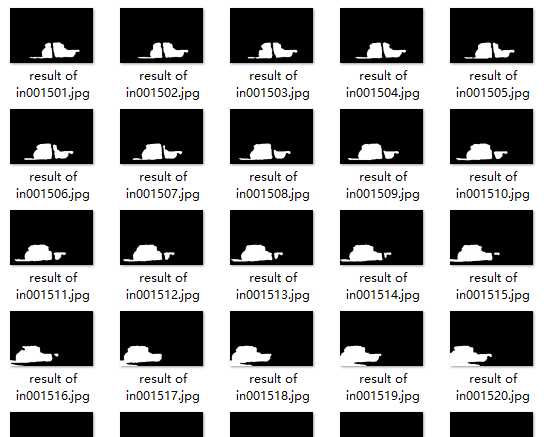 result of result of result of result of result of
in001501.jpg in001502.jpg in001503.jpg in001504.jpg in001505.jpg
result of result of result of result of result of
in001506.jpg in001507.jpg in001508.jpg in001509.jpg in001510.jpg
result of result of result of result of result of
in001511.jpg in001512.jpg in001513.jpg in001514.jpg in001515.jpg
result of result of result of result of result of
in001516.jpg in001517.jpg in001518.jpg in001519.jpg in001520.jpg